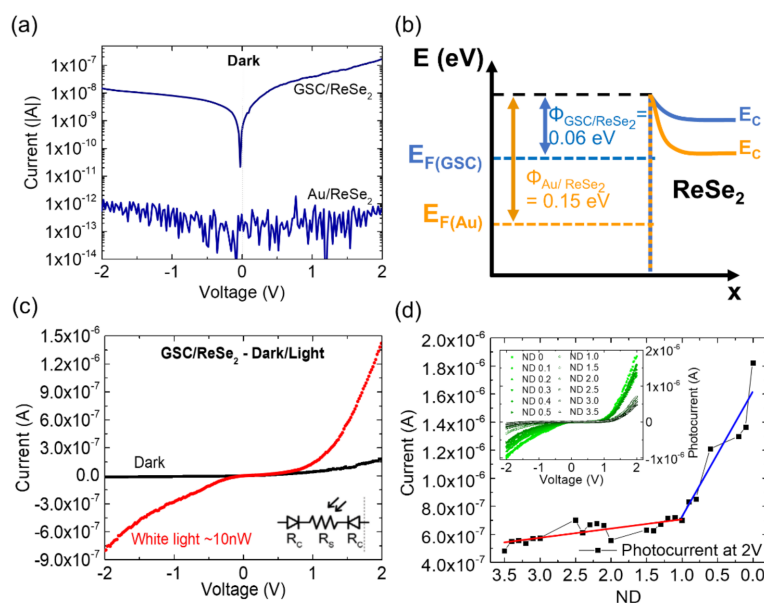 (a)
Dark
GSC/ReSe₂
Au/ReSe₂
Current (|A|)
1x10⁻⁷
1x10⁻⁸
1x10⁻⁹
1x10⁻¹⁰
1x10⁻¹¹
1x10⁻¹²
1x10⁻¹³
1x10⁻¹⁴
-2 -1 0 1 2
Voltage (V)
(b)
E (eV)
Φ_GSC/ReSe₂ =
0.06 eV
E_F(GSC)
Φ_Au/ ReSe₂
= 0.15 eV
E_F(Au)
E_C
E_C
ReSe₂
x
(c)
GSC/ReSe₂ - Dark/Light
Current (A)
1.5x10⁻⁶
1.2x10⁻⁶
9.0x10⁻⁷
6.0x10⁻⁷
3.0x10⁻⁷
0.0
-3.0x10⁻⁷
-6.0x10⁻⁷
-9.0x10⁻⁷
Dark
White light ~10nW
R_C R_S R_C
-2 -1 0 1 2
Voltage (V)
(d)
Current (A)
2.0x10⁻⁶
1.8x10⁻⁶
1.6x10⁻⁶
1.4x10⁻⁶
1.2x10⁻⁶
1.0x10⁻⁶
8.0x10⁻⁷
6.0x10⁻⁷
4.0x10⁻⁷
ND 0 ND 1.0
ND 0.1 ND 1.5
ND 0.2 ND 2.0
ND 0.3 ND 2.5
ND 0.4 ND 3.0
ND 0.5 ND 3.5
2x10⁻⁶
1x10⁻⁶
0
-1x10⁻⁶
Photocurrent (A)
-2 -1 0 1 2
Voltage (V)
Photocurrent at 2V
3.5 3.0 2.5 2.0 1.5 1.0 0.5 0.0
ND